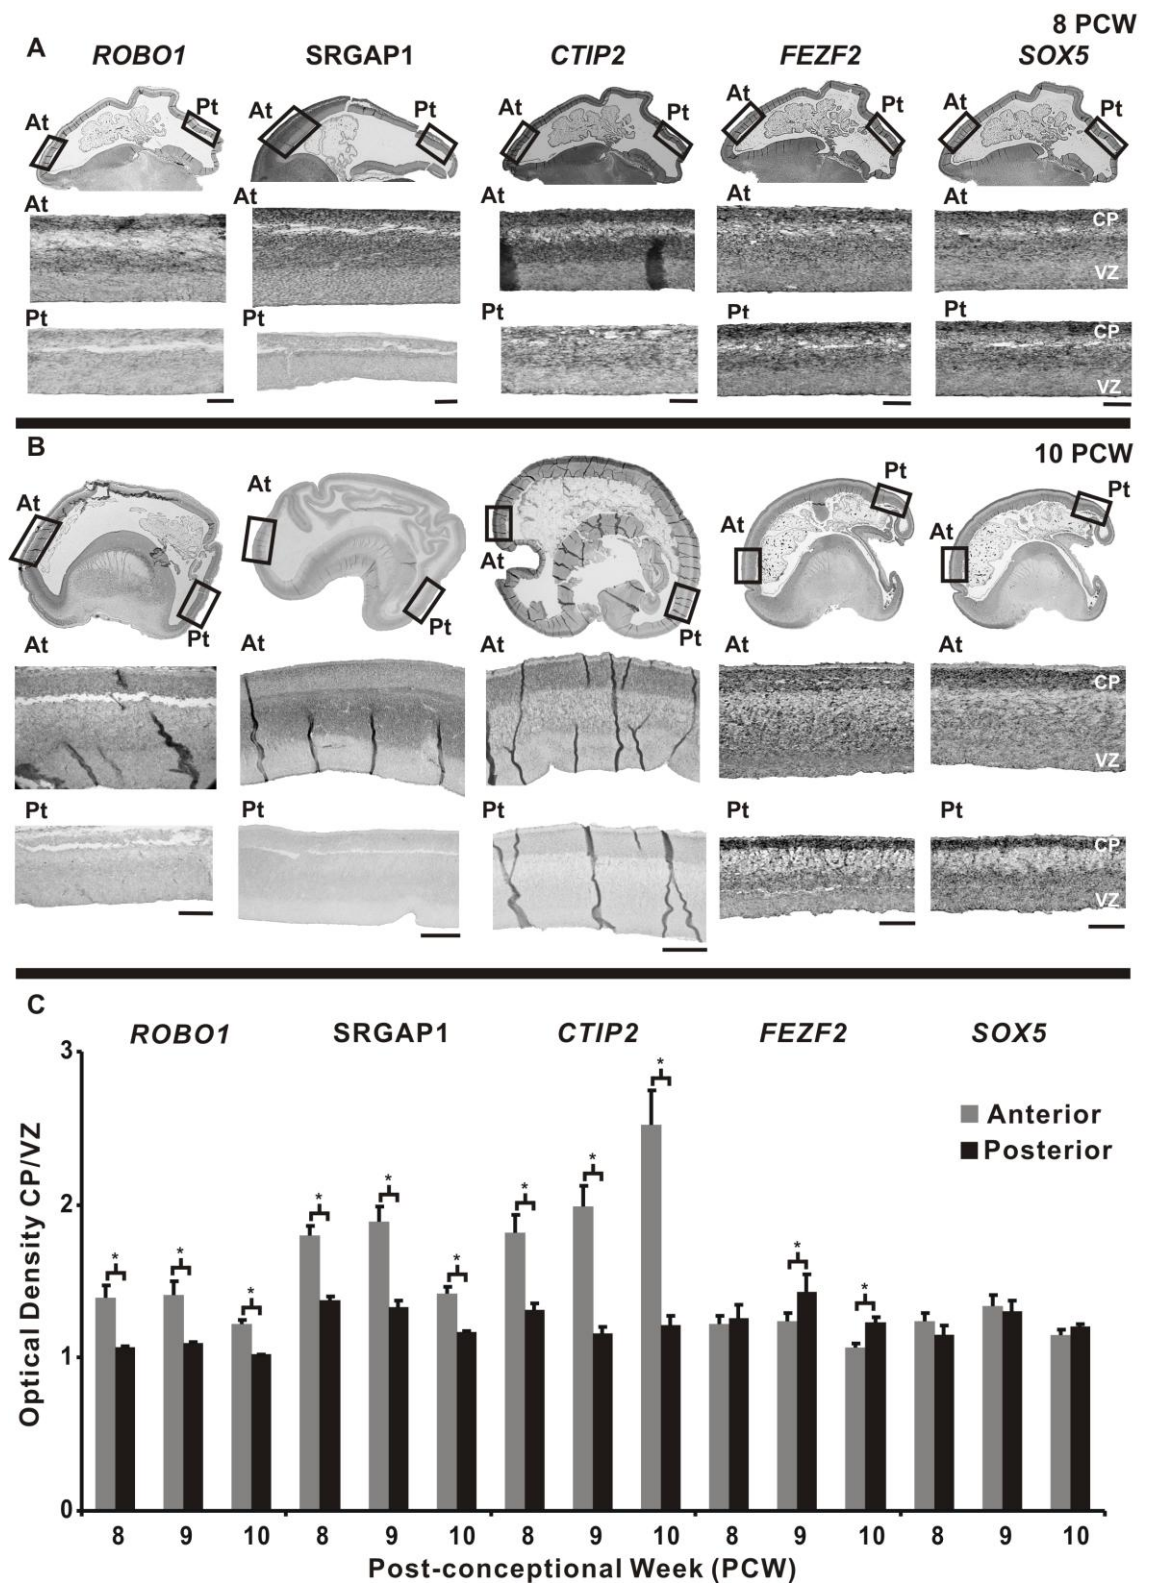 8 PCW
A
ROBO1 SRGAP1 CTIP2 FEZF2 SOX5
At Pt At Pt At Pt At Pt At Pt
At At At At At
CP
VZ
Pt Pt Pt Pt Pt
CP
VZ
B
10 PCW
At Pt At Pt At Pt At Pt At Pt
At At At At At
CP
VZ
Pt Pt Pt Pt Pt
CP
VZ
C
ROBO1 SRGAP1 CTIP2 FEZF2 SOX5
Optical Density CP/VZ
3
2
1
0
* * * * * * * * * * *
Anterior
Posterior
8 9 10 8 9 10 8 9 10 8 9 10 8 9 10
Post-conceptional Week (PCW)